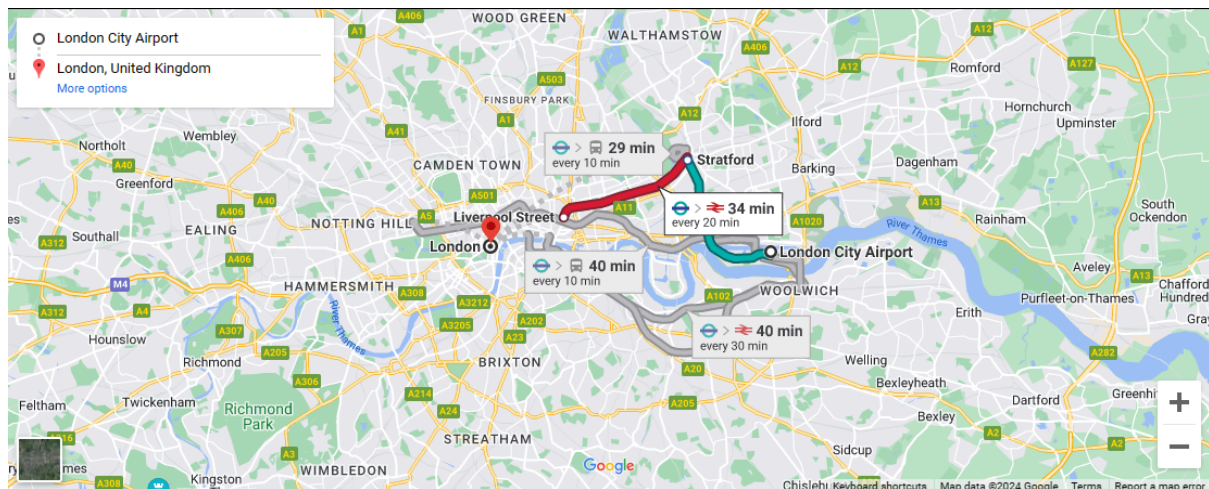 London City Airport
London, United Kingdom
More options
WOOD GREEN
WALTHAMSTOW
A1
A406
A12
A406
A503
Romford
A127
FINSBURY PARK
A12
Hornchurch
Upminster
Wembley
A41
A1
Ilford
Northolt
A40
CAMDEN TOWN
29 min
every 10 min
Stratford
Barking
Dagenham
Greenford
A40
A501
34 min
every 20 min
A13
A406
NOTTING HILL
A5
Liverpool Street
A11
A1020
Rainham
South
Ockendon
A312
Southall
EALING
London
London City Airport
River Thames
A406
40 min
every 10 min
Aveley
A13
M4
HAMMERSMITH
A308
A3212
A102
WOOLWICH
Purfleet-on-Thames
Chafford
Hundred
A312
A4
A307
River Thames
A3205
A202
A23
40 min
every 30 min
Erith
Gray
Hounslow
A205
Richmond
BRIXTON
A20
Welling
A282
A306
Bexleyheath
Feltham
Twickenham
Richmond
Park
A214
A24
A205
Dartford
Greenhi
Bexley
A316
STREATHAM
A3
Sidcup
A2
WIMBLEDON
Google
A308
Kingston
Chislehu
Keyboard shortcuts
Map data ©2024 Google
Terms
Report a map error